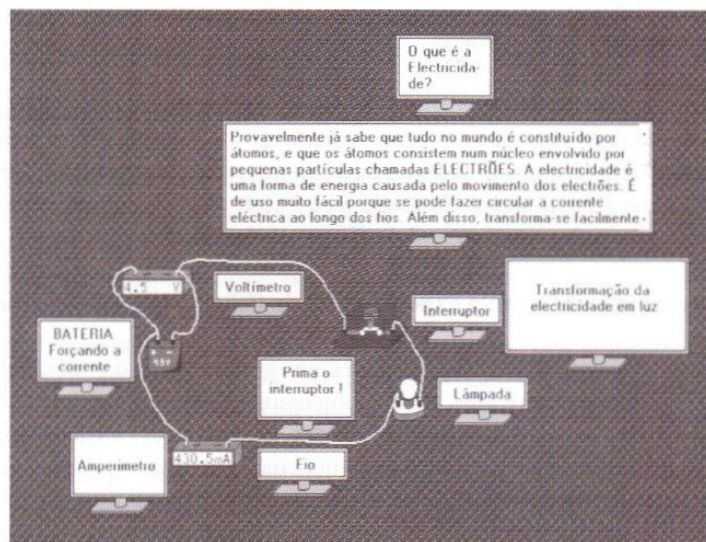 O que é a
Electricida-
de?
Provavelmente já sabe que tudo no mundo é constituído por
átomos, e que os átomos consistem num núcleo envolvido por
pequenas partículas chamadas ELECTRÕES. A electricidade é
uma forma de energia causada pelo movimento dos electrões. É
de uso muito fácil porque se pode fazer circular a corrente
eléctrica ao longo dos fios. Além disso, transforma-se facilmente
4.5 V
Voltímetro
Interruptor
Transformação da
electricidade em luz
BATERIA
Forçando a
corrente
+ -
4.5V
Prima o
interruptor !
Lâmpada
Amperímetro
430.5mA
Fio